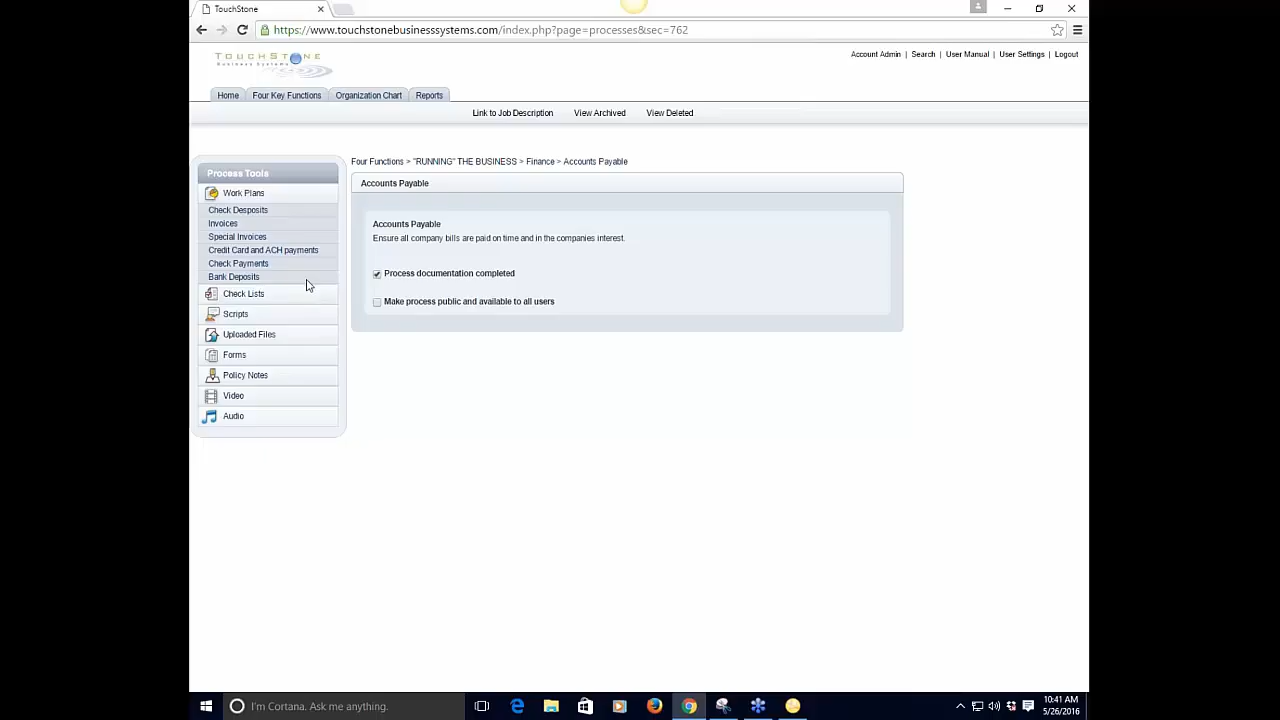 TouchStone
https://www.touchstonebusinesssystems.com/index.php?page=processes&sec=762
TOUCHSTONE
Business Systems
Account Admin | Search | User Manual | User Settings | Logout
Home
Four Key Functions
Organization Chart
Reports
Link to Job Description
View Archived
View Deleted
Four Functions > "RUNNING" THE BUSINESS > Finance > Accounts Payable
Process Tools
Work Plans
Check Desposits
Invoices
Special Invoices
Credit Card and ACH payments
Check Payments
Bank Deposits
Check Lists
Scripts
Uploaded Files
Forms
Policy Notes
Video
Audio
Accounts Payable
Accounts Payable
Ensure all company bills are paid on time and in the companies interest.
Process documentation completed
Make process public and available to all users
I'm Cortana. Ask me anything.
10:41 AM
5/26/2016